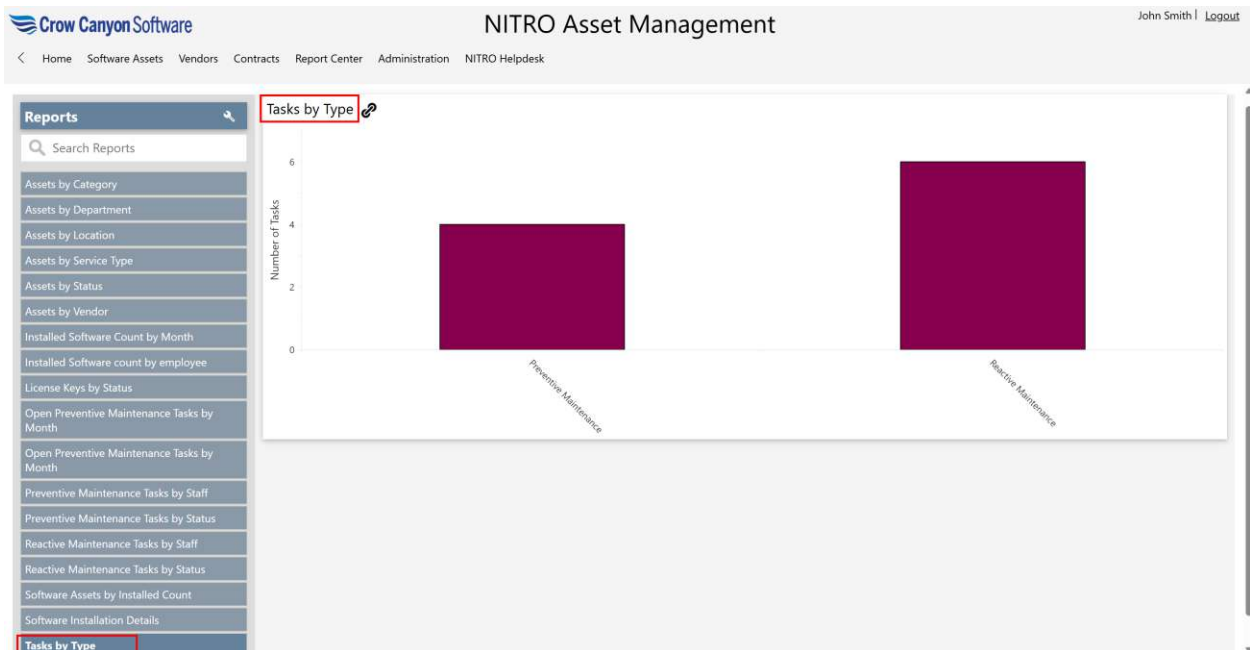 Crow Canyon Software
NITRO Asset Management
John Smith | Logout
< Home Software Assets Vendors Contracts Report Center Administration NITRO Helpdesk
Reports
Search Reports
Assets by Category
Assets by Department
Assets by Location
Assets by Service Type
Assets by Status
Assets by Vendor
Installed Software Count by Month
Installed Software count by employee
License Keys by Status
Open Preventive Maintenance Tasks by
Month
Open Preventive Maintenance Tasks by
Month
Preventive Maintenance Tasks by Staff
Preventive Maintenance Tasks by Status
Reactive Maintenance Tasks by Staff
Reactive Maintenance Tasks by Status
Software Assets by Installed Count
Software Installation Details
Tasks by Type
Tasks by Type
Number of Tasks
6
4
2
0
Preventive Maintenance
Reactive Maintenance